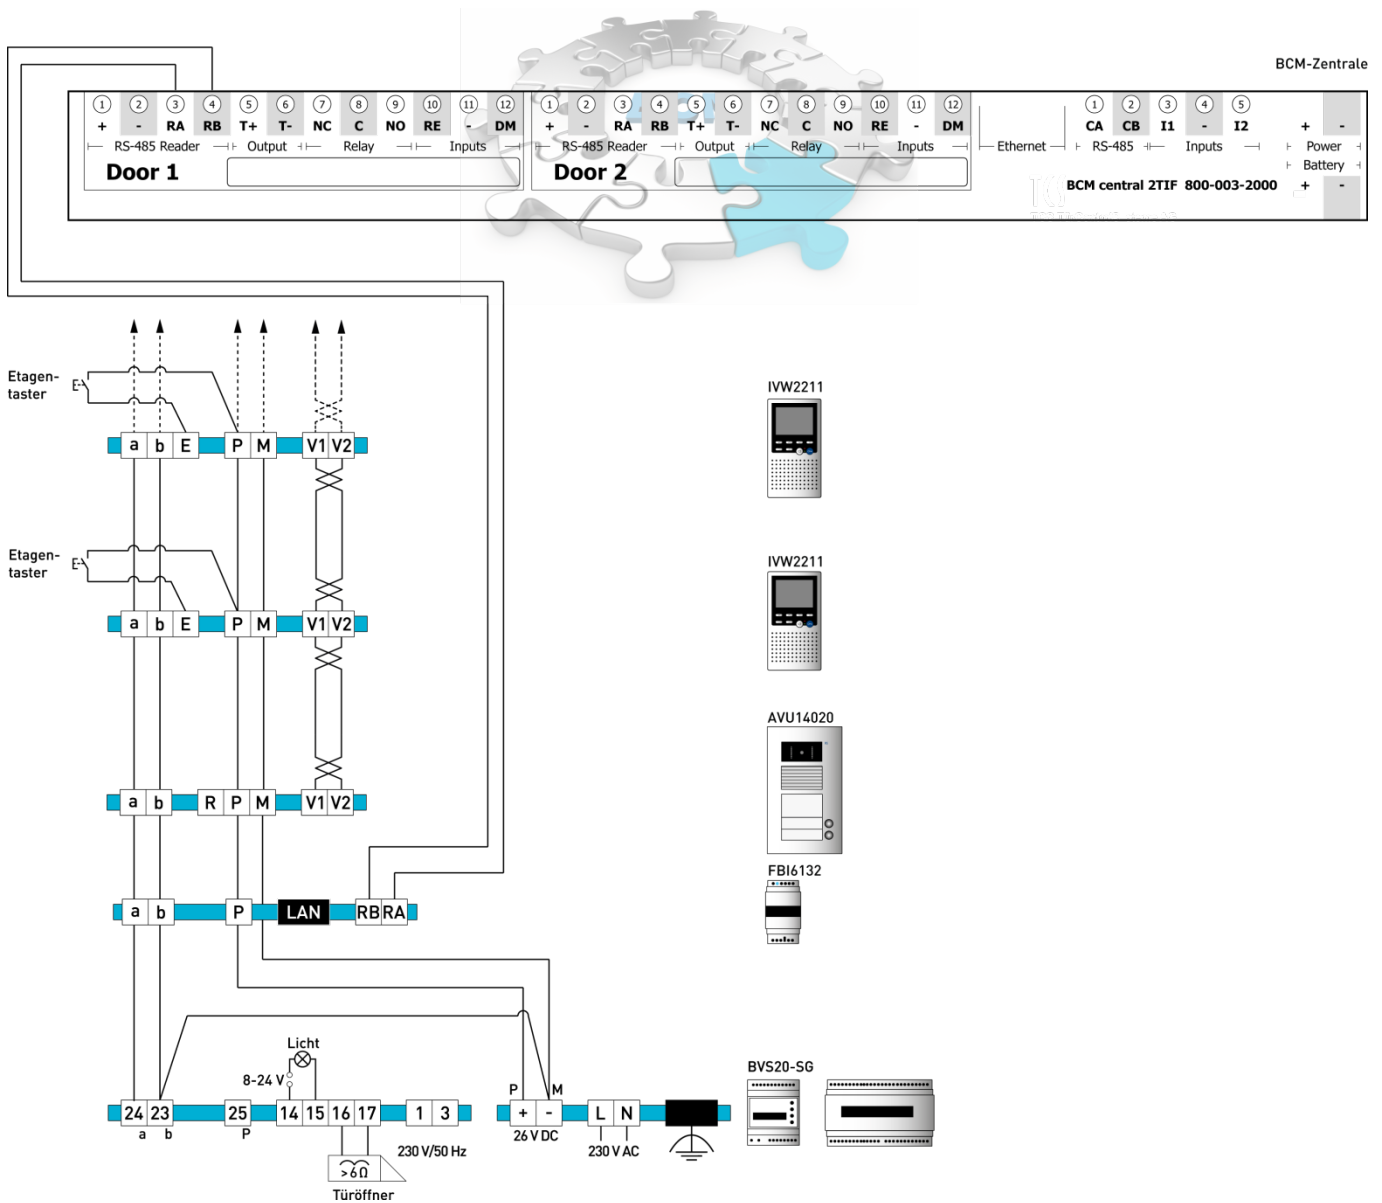 BCM-Zentrale
1 2 3 4 5 6 7 8 9 10 11 12 1 2 3 4 5 6 7 8 9 10 11 12 1 2 3 4 5
+ - RA RB T+ T- NC C NO RE - DM + - RA RB T+ T- NC C NO RE - DM CA CB I1 - I2 + -
RS-485 Reader Output Relay Inputs RS-485 Reader Output Relay Inputs Ethernet RS-485 Inputs Power
Door 1 Door 2 Battery
BCM central 2TIF 800-003-2000 + -
Etagen-
taster
IVW2211
a b E P M V1 V2
Etagen-
taster
IVW2211
a b E P M V1 V2
AVU14020
a b R P M V1 V2
FBI6132
a b P LAN RB RA
Licht
8-24 V
BVS20-SG
P M
24 23 25 14 15 16 17 1 3 + - L N
a b P 26 V DC
230 V/50 Hz 230 V AC
>6Ω
Türöffner